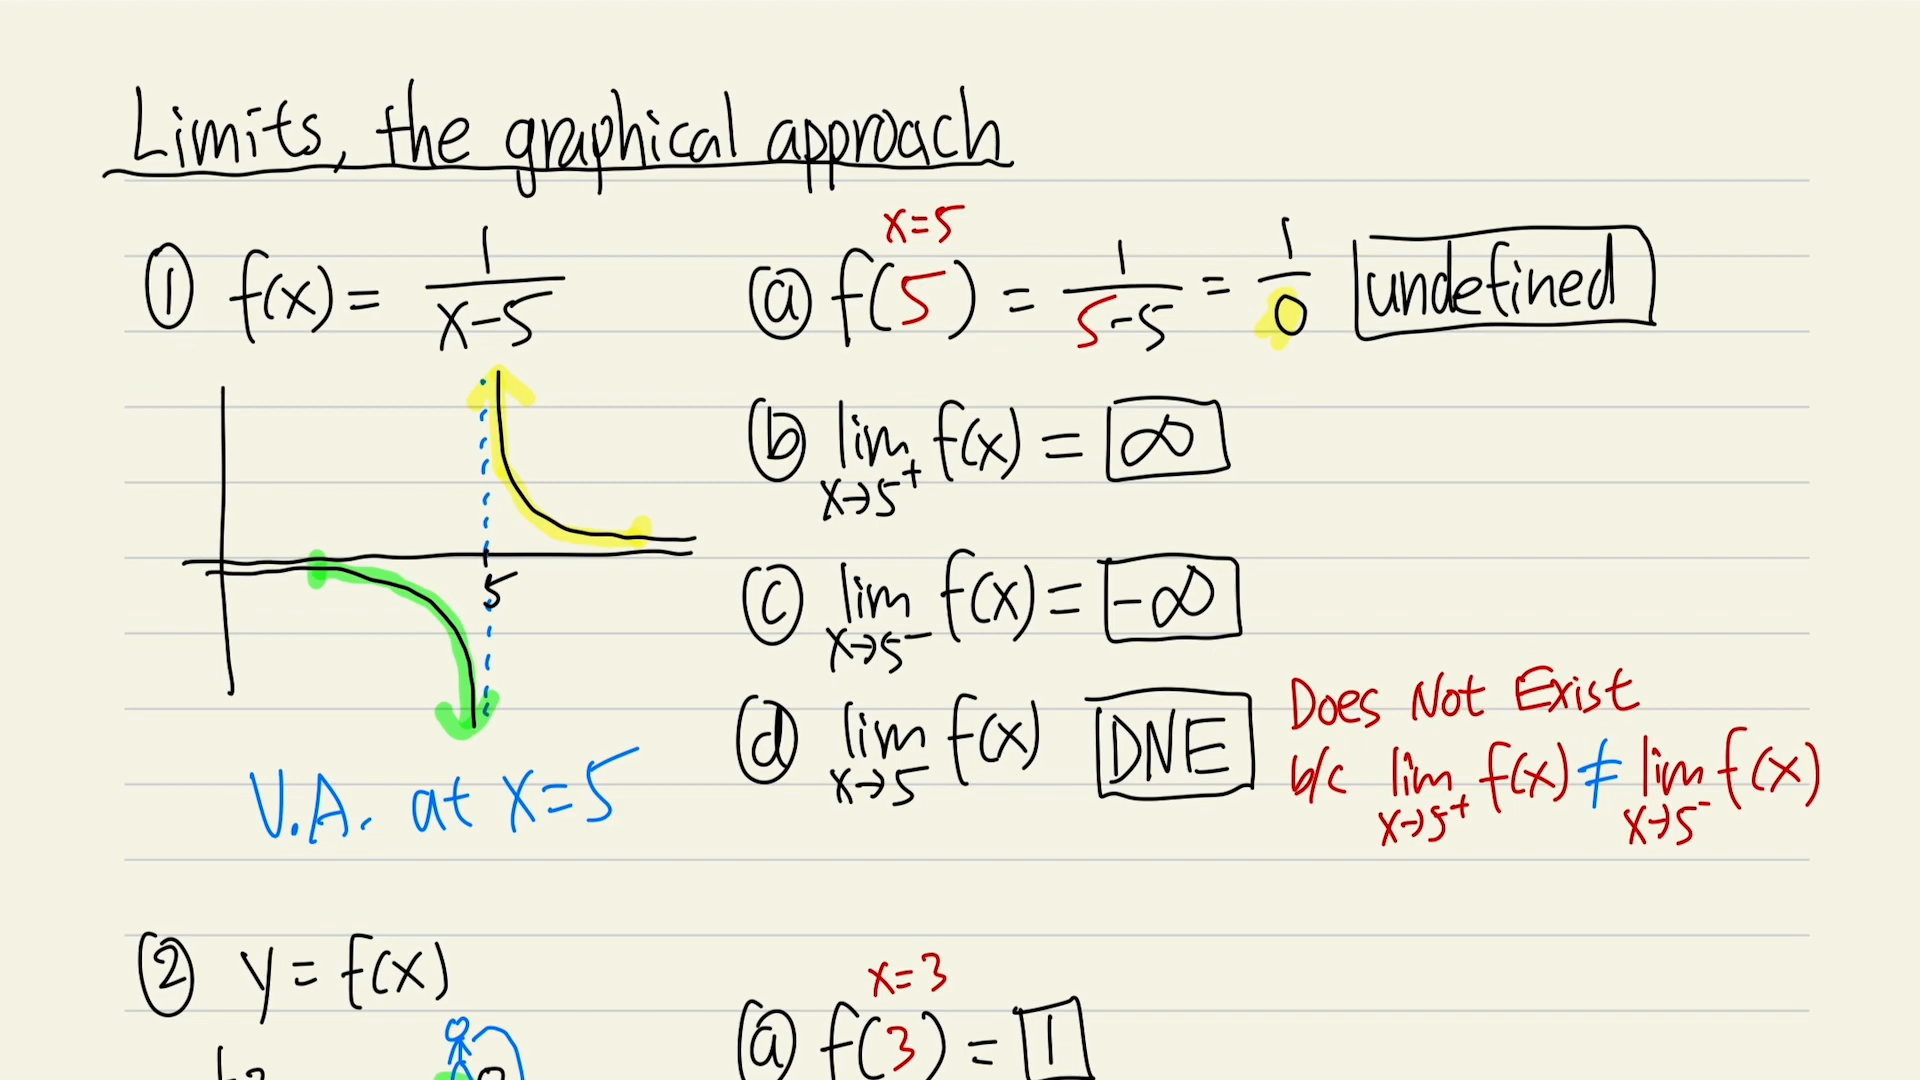 Limits, the graphical approach
① f(x) = 1/(x-5)
x=5
ⓐ f(5) = 1/(5-5) = 1/0 undefined
ⓑ lim x→5⁺ f(x) = ∞
5
ⓒ lim x→5⁻ f(x) = -∞
V.A. at x=5
ⓓ lim x→5 f(x) DNE
Does Not Exist
b/c lim x→5⁺ f(x) ≠ lim x→5⁻ f(x)
② y = f(x)
x=3
ⓐ f(3) = 1